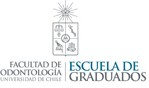 FACULTAD DE
ODONTOLOGÍA
UNIVERSIDAD DE CHILE
ESCUELA DE
GRADUADOS